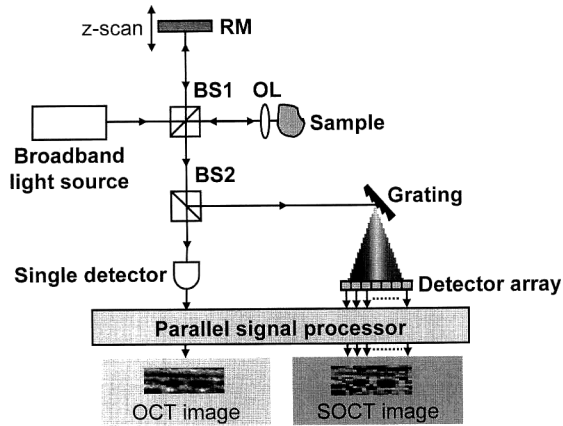 z-scan
RM
BS1
OL
Sample
Broadband
light source
BS2
Grating
Single detector
Detector array
Parallel signal processor
OCT image
SOCT image